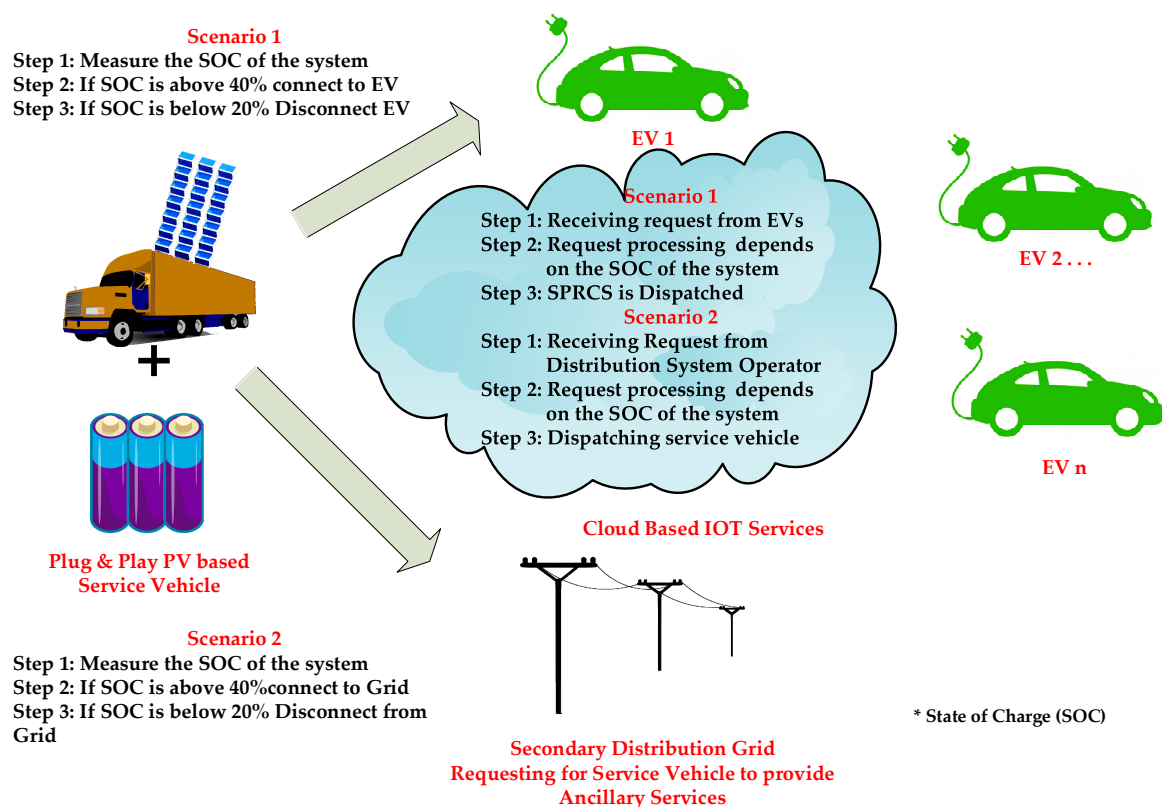 Scenario 1
Step 1: Measure the SOC of the system
Step 2: If SOC is above 40% connect to EV
Step 3: If SOC is below 20% Disconnect EV
EV 1
EV 2 . . .
EV n
Scenario 1
Step 1: Receiving request from EVs
Step 2: Request processing depends
on the SOC of the system
Step 3: SPRCS is Dispatched
Scenario 2
Step 1: Receiving Request from
Distribution System Operator
Step 2: Request processing depends
on the SOC of the system
Step 3: Dispatching service vehicle
Cloud Based IOT Services
+
Plug & Play PV based
Service Vehicle
Scenario 2
Step 1: Measure the SOC of the system
Step 2: If SOC is above 40%connect to Grid
Step 3: If SOC is below 20% Disconnect from
Grid
* State of Charge (SOC)
Secondary Distribution Grid
Requesting for Service Vehicle to provide
Ancillary Services